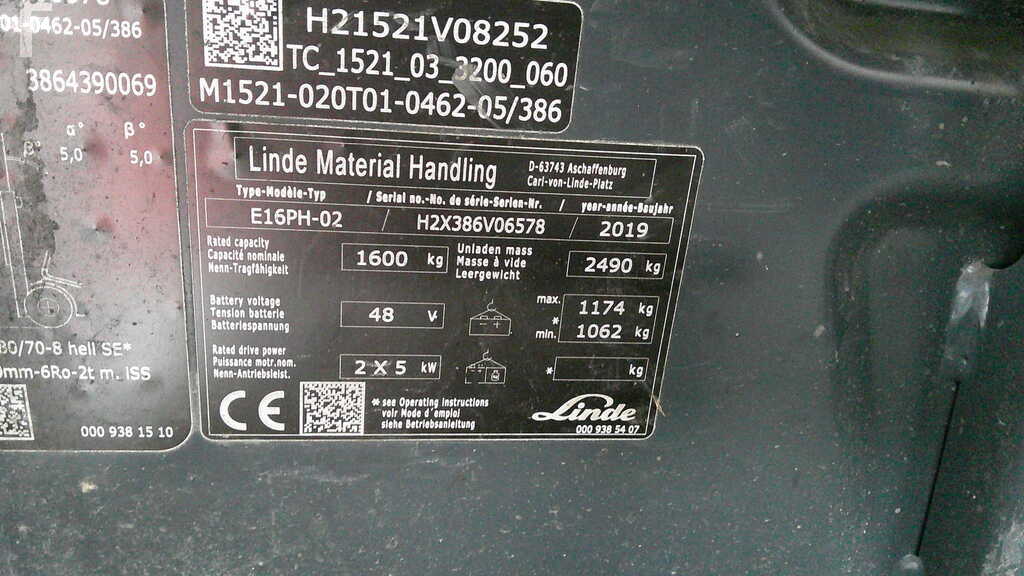 01-0462-05/386
3864390069
α° β°
β° 5,0 5,0
80/70-8 hell SE*
mm-6Ro-2t m. ISS
000 938 15 10
H21521V08252
TC_1521_03_3200_060
M1521-020T01-0462-05/386
Linde Material Handling
D-63743 Aschaffenburg
Carl-von-Linde-Platz
Type-Modèle-Typ / Serial no.-No. de série-Serien-Nr. / year-année-Baujahr
E16PH-02 / H2X386V06578 / 2019
Rated capacity
Capacité nominale
Nenn-Tragfähigkeit
1600 kg
Unladen mass
Masse à vide
Leergewicht
2490 kg
Battery voltage
Tension batterie
Batteriespannung
48 V
max. 1174 kg
*
min. 1062 kg
Rated drive power
Puissance motr.nom.
Nenn-Antriebsleist.
2 X 5 kW
* kg
CE
* see Operating instructions
voir Mode d'emploi
siehe Betriebsanleitung
Linde
000 938 54 07